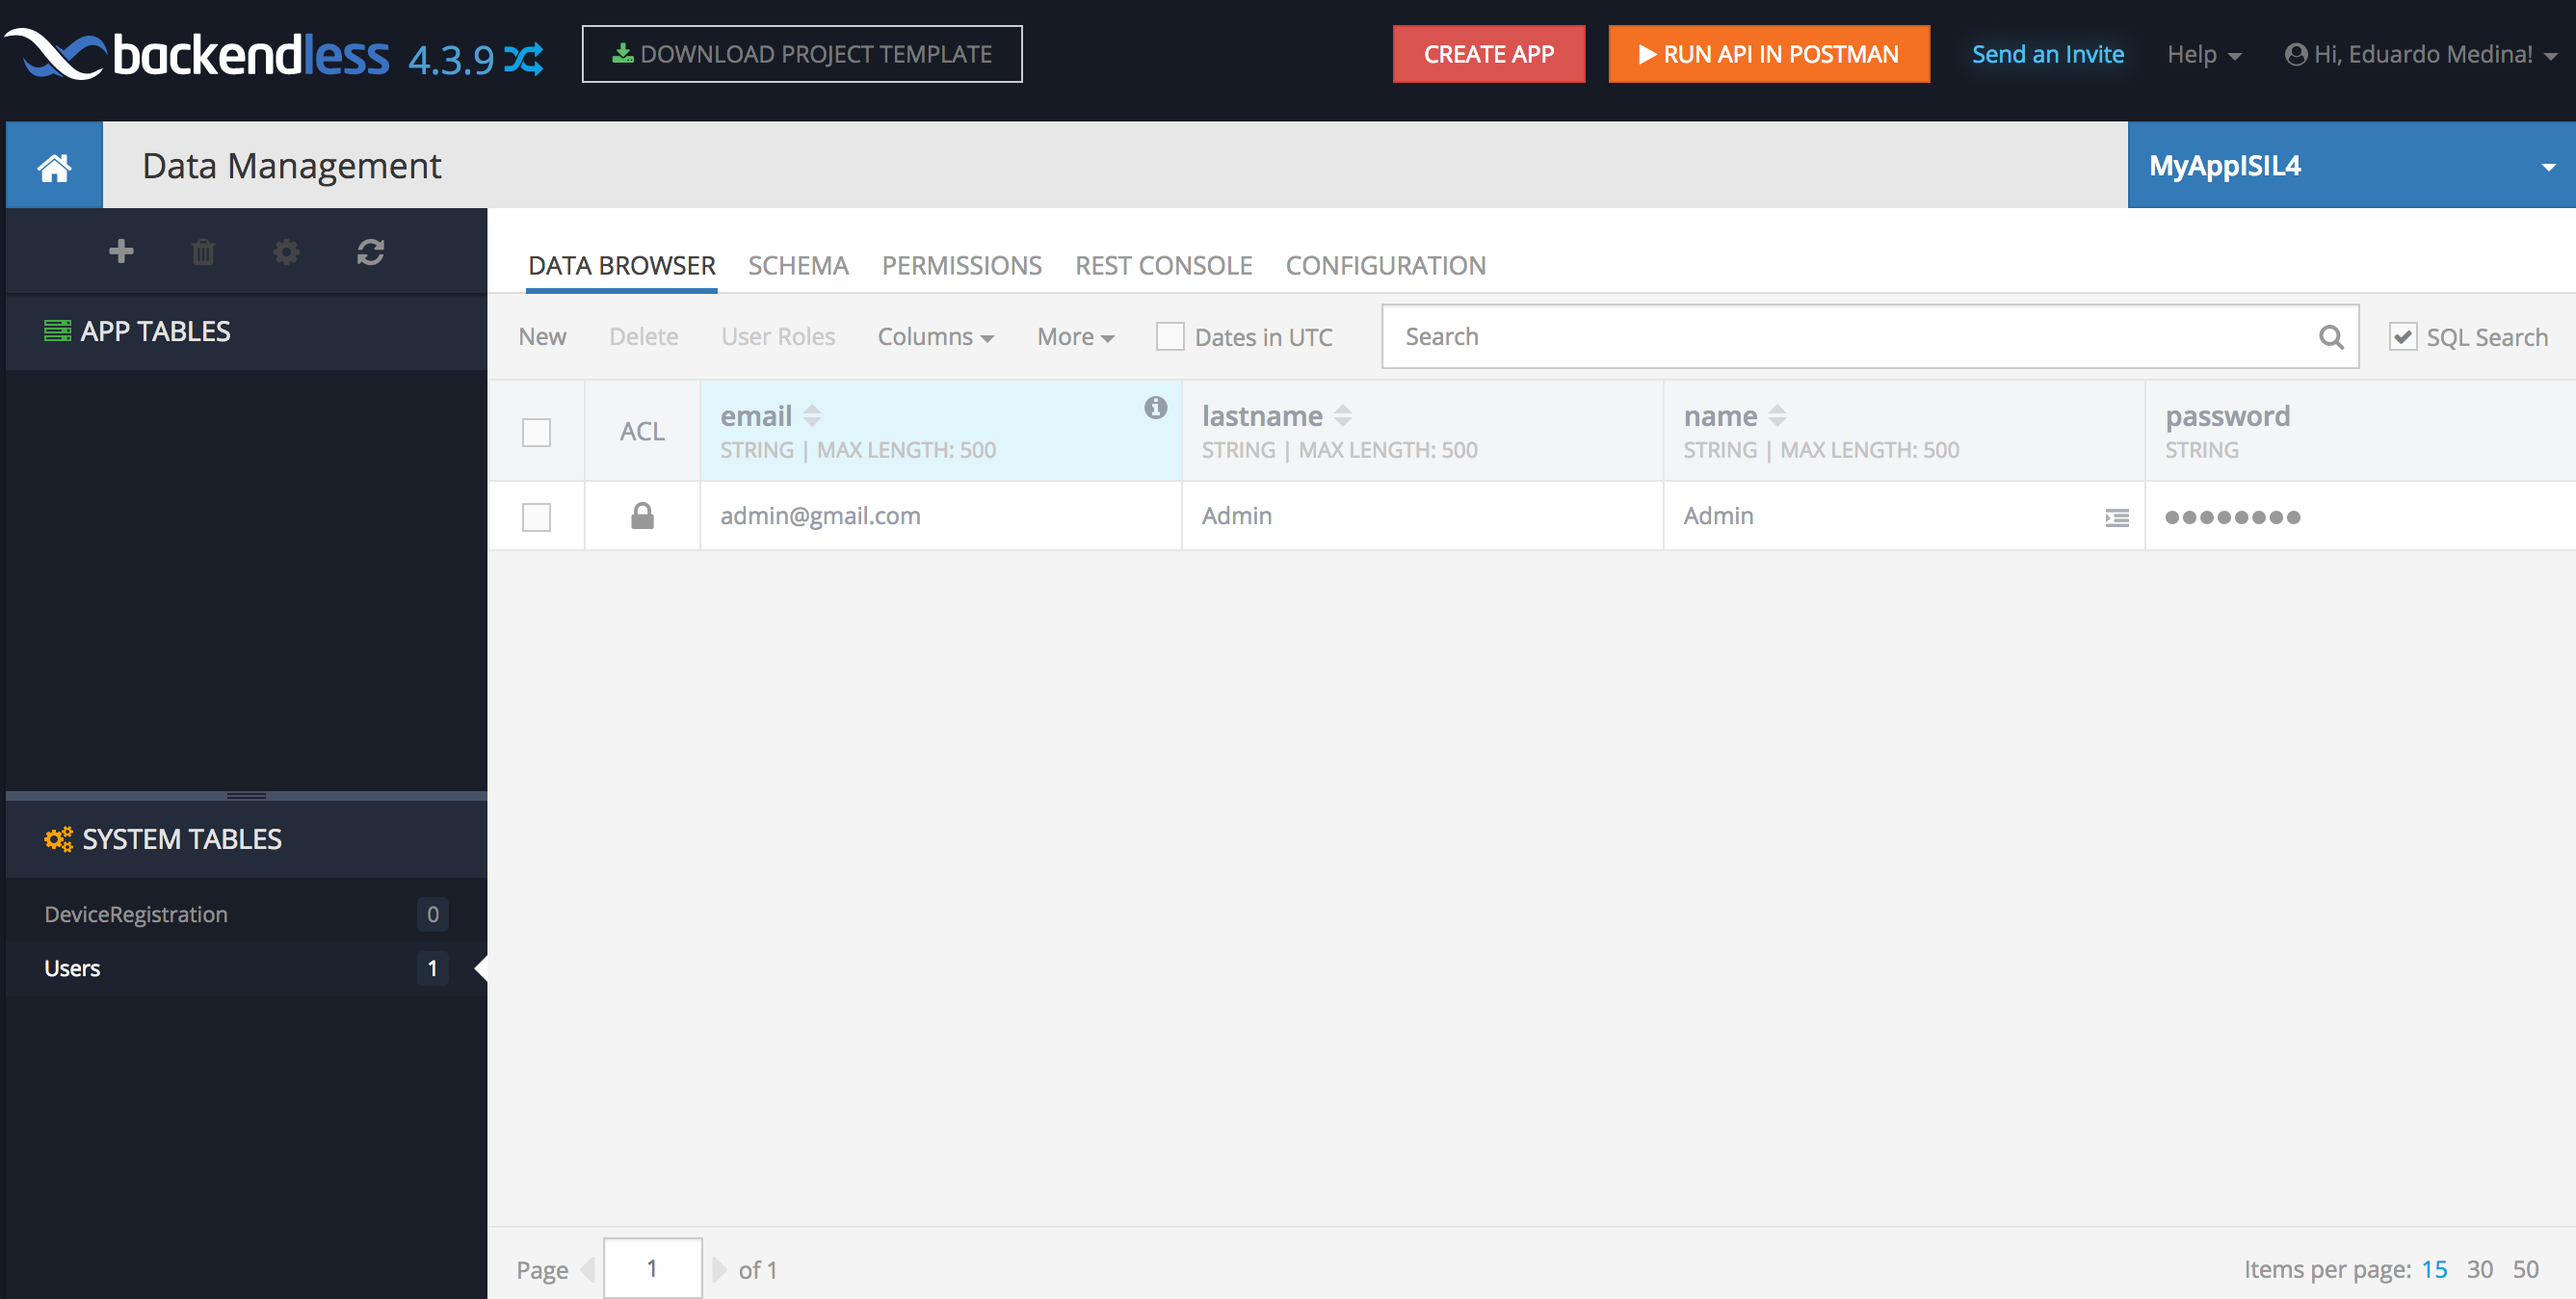 backendless 4.3.9 DOWNLOAD PROJECT TEMPLATE CREATE APP RUN API IN POSTMAN Send an Invite Help Hi, Eduardo Medina!
Data Management MyAppISIL4
DATA BROWSER SCHEMA PERMISSIONS REST CONSOLE CONFIGURATION
APP TABLES
New Delete User Roles Columns More Dates in UTC Search SQL Search
ACL email lastname name password
STRING | MAX LENGTH: 500 STRING | MAX LENGTH: 500 STRING | MAX LENGTH: 500 STRING
admin@gmail.com Admin Admin ●●●●●●●●
SYSTEM TABLES
DeviceRegistration 0
Users 1
Page 1 of 1 Items per page: 15 30 50